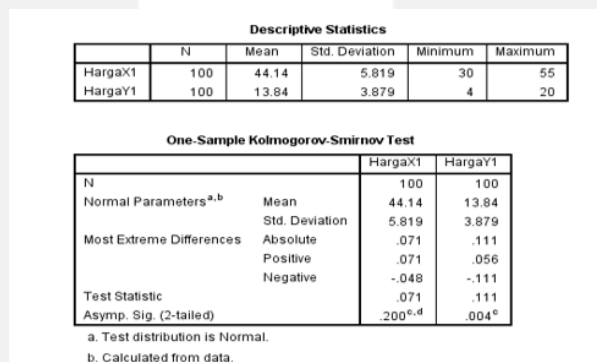 Descriptive Statistics
N Mean Std. Deviation Minimum Maximum
HargaX1 100 44.14 5.819 30 55
HargaY1 100 13.84 3.879 4 20
One-Sample Kolmogorov-Smirnov Test
HargaX1 HargaY1
N 100 100
Normal Parametersa,b Mean 44.14 13.84
Std. Deviation 5.819 3.879
Most Extreme Differences Absolute .071 .111
Positive .071 .056
Negative -.048 -.111
Test Statistic .071 .111
Asymp. Sig. (2-tailed) .200c,d .004c
a. Test distribution is Normal.
b. Calculated from data.